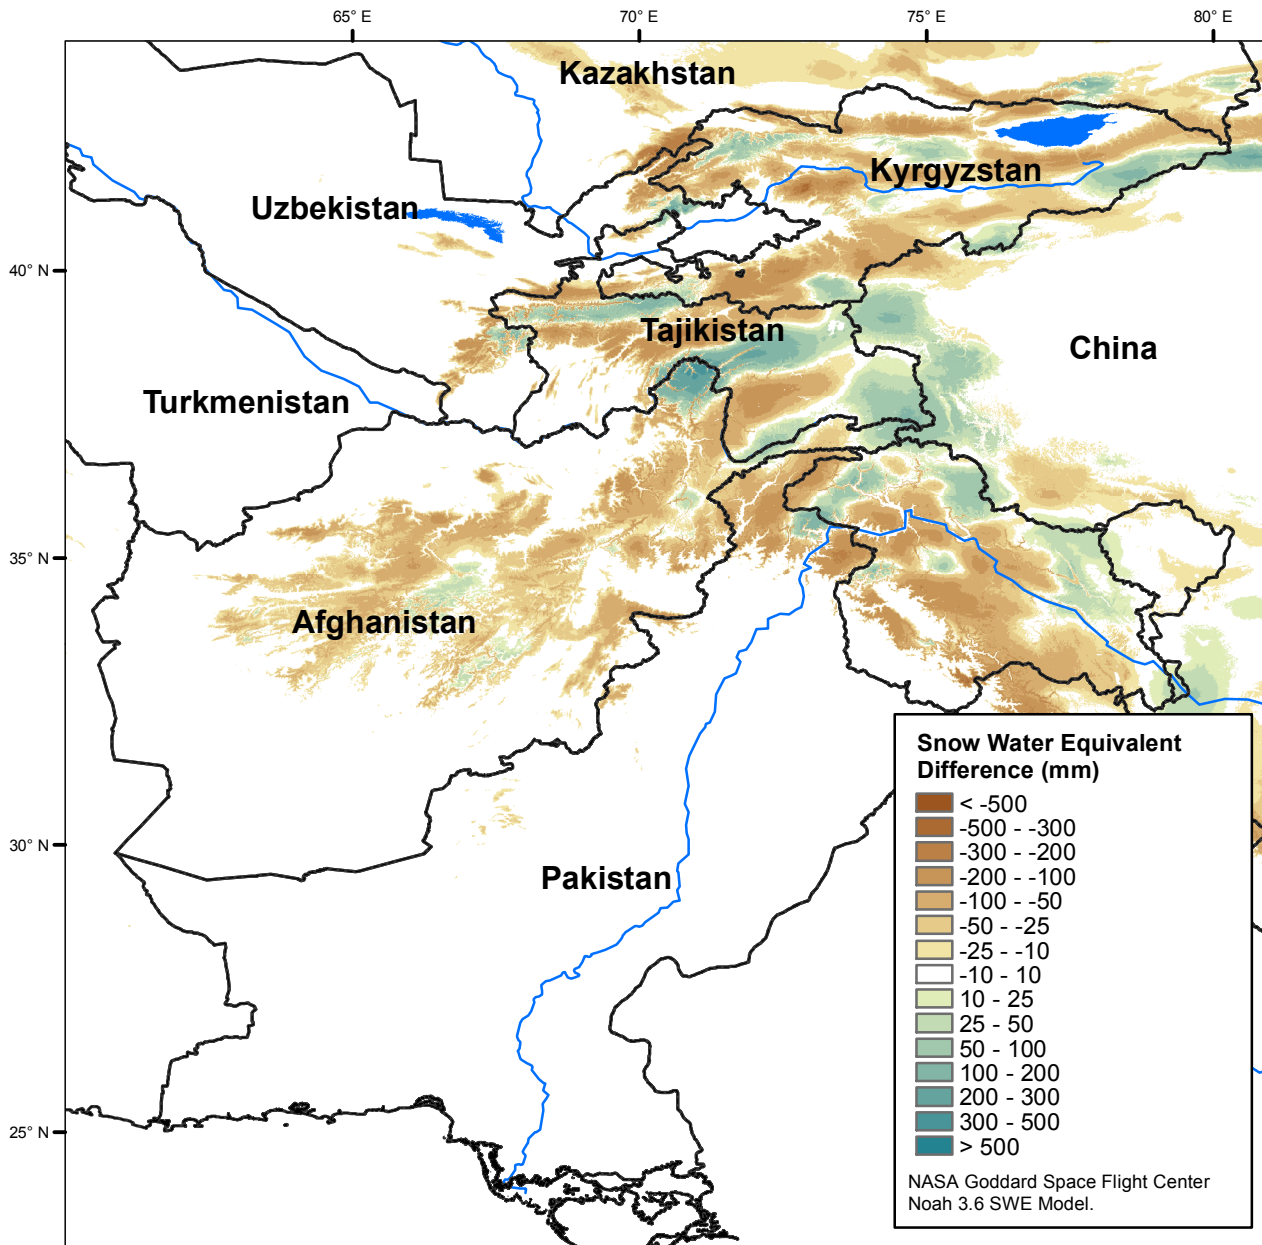 65° E
70° E
75° E
80° E
Kazakhstan
Kyrgyzstan
Uzbekistan
40° N
Tajikistan
China
Turkmenistan
35° N
Afghanistan
Snow Water Equivalent
Difference (mm)
< -500
-500 - -300
-300 - -200
-200 - -100
-100 - -50
-50 - -25
-25 - -10
-10 - 10
10 - 25
25 - 50
50 - 100
100 - 200
200 - 300
300 - 500
> 500
NASA Goddard Space Flight Center
Noah 3.6 SWE Model.
30° N
Pakistan
25° N